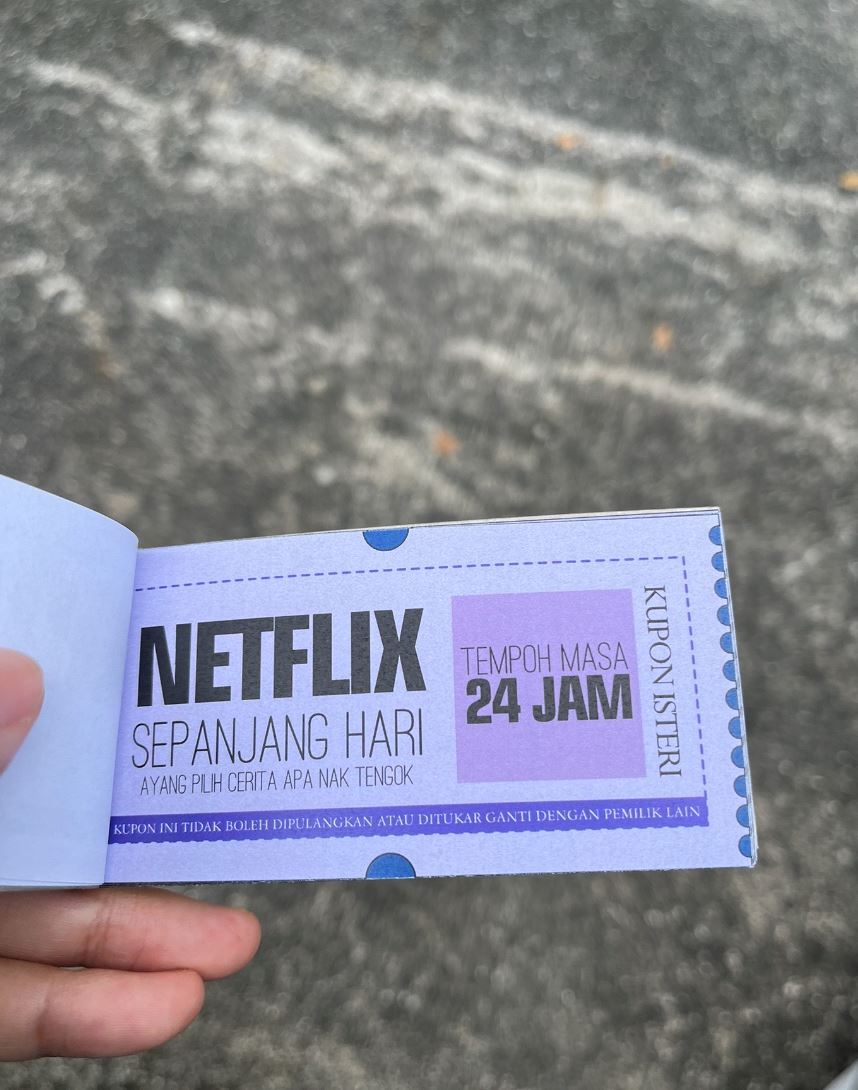 NETFLIX
SEPANJANG HARI
AYANG PILIH CERITA APA NAK TENGOK
TEMPOH MASA
24 JAM
KUPON ISTERI
KUPON INI TIDAK BOLEH DIPULANGKAN ATAU DITUKAR GANTI DENGAN PEMILIK LAIN